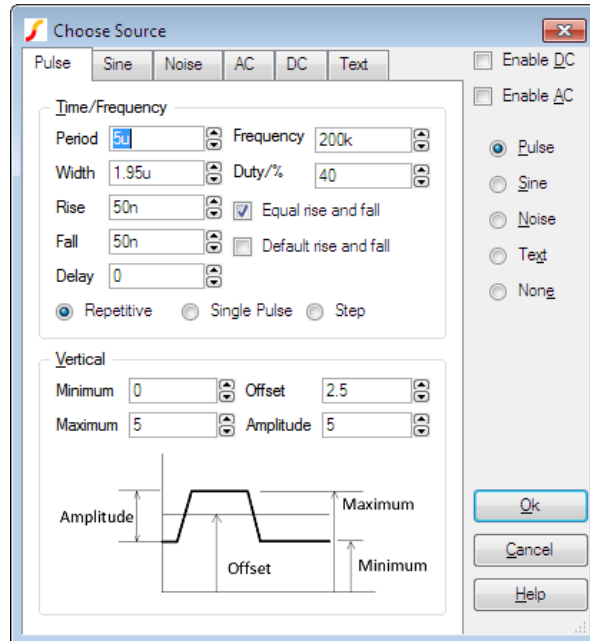 Choose Source
Pulse Sine Noise AC DC Text
Enable DC
Enable AC
Time/Frequency
Period 5u Frequency 200k
Width 1.95u Duty/% 40
Rise 50n Equal rise and fall
Fall 50n Default rise and fall
Delay 0
Repetitive Single Pulse Step
Pulse
Sine
Noise
Text
None
Vertical
Minimum 0 Offset 2.5
Maximum 5 Amplitude 5
Amplitude
Maximum
Offset
Minimum
Ok
Cancel
Help